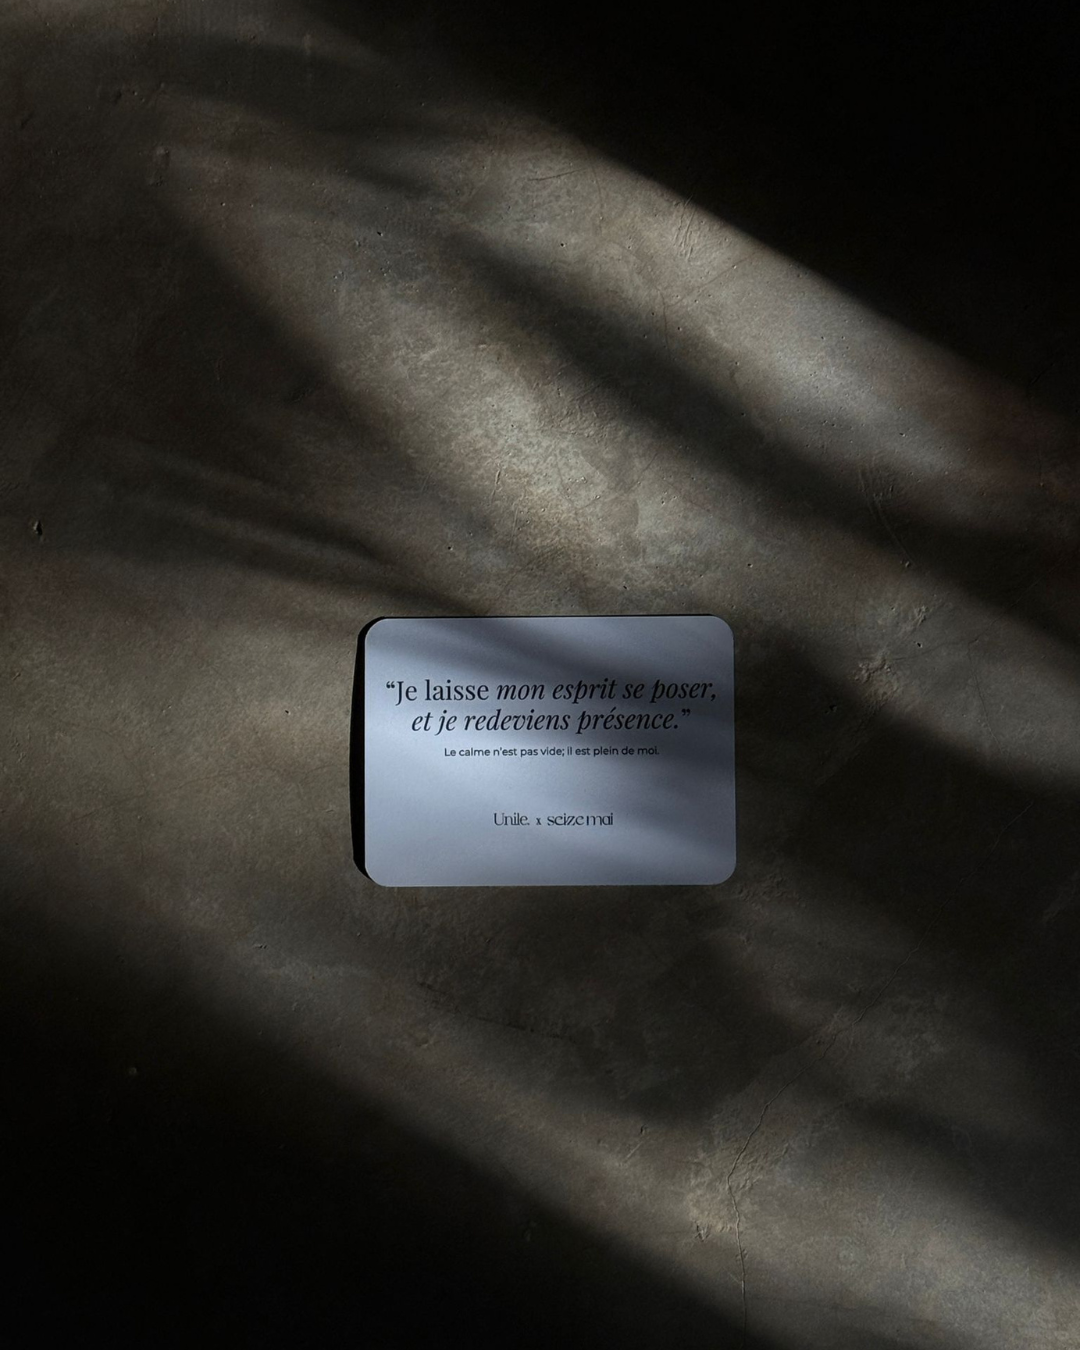 “Je laisse mon esprit se poser,
et je redeviens présence.”
Le calme n'est pas vide; il est plein de moi.
Unile. x seize mai